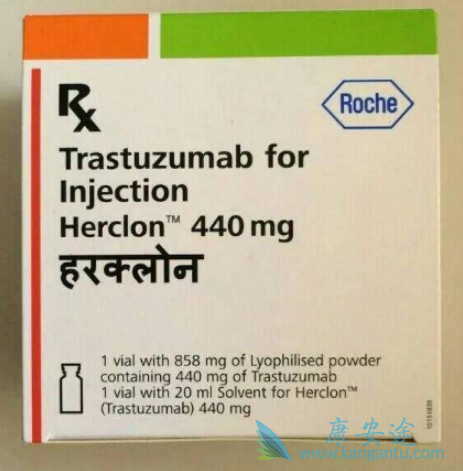 Rx
Roche
Trastuzumab for
Injection
Herclon™ 440 mg
हरक्लोन
1 vial with 858 mg of Lyophilised powder
containing 440 mg of Trastuzumab
1 vial with 20 ml Solvent for Herclon™
(Trastuzumab) 440 mg
10151839
康安途
www.kangantu.com